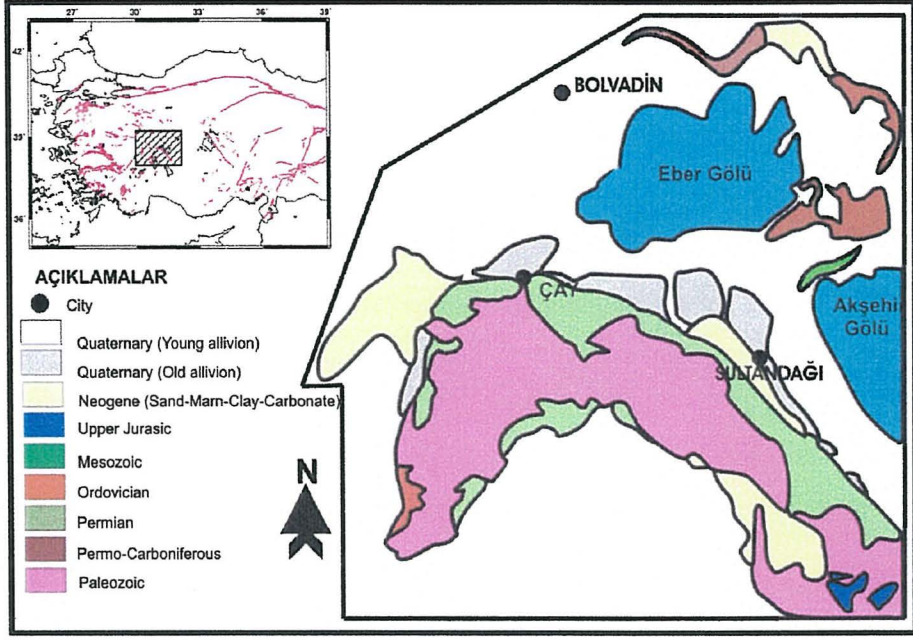 27° 30° 33° 36° 39°
42°
39°
36°
BOLVADİN
Eber Gölü
ÇAY
Akşehir
Gölü
SULTANDAĞI
AÇIKLAMALAR
City
Quaternary (Young allivion)
Quaternary (Old allivion)
Neogene (Sand-Marn-Clay-Carbonate)
Upper Jurasic
Mesozoic
Ordovician
Permian
Permo-Carboniferous
Paleozoic
N